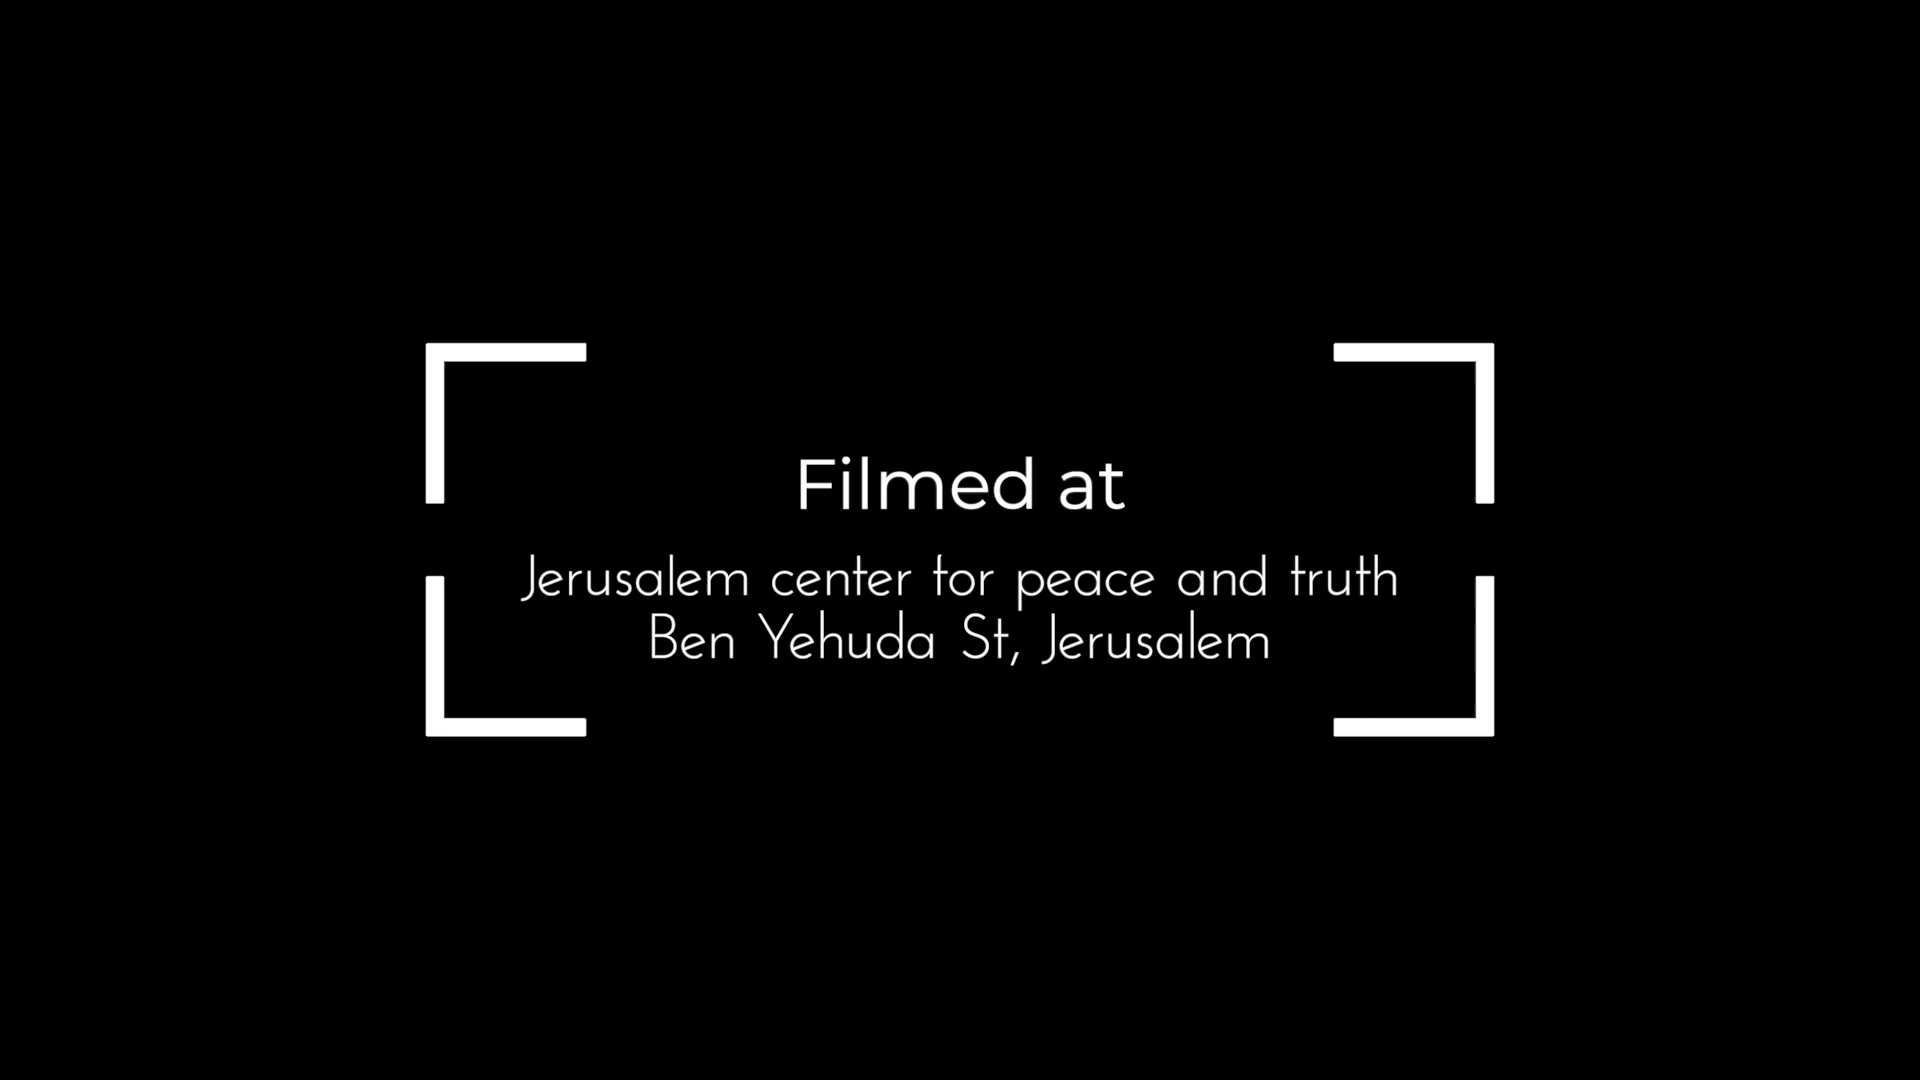 Filmed at
Jerusalem center for peace and truth
Ben Yehuda St, Jerusalem